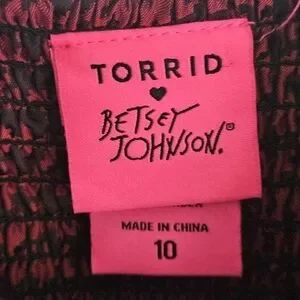 TORRID
BETSEY
JOHNSON.®
MADE IN CHINA
10